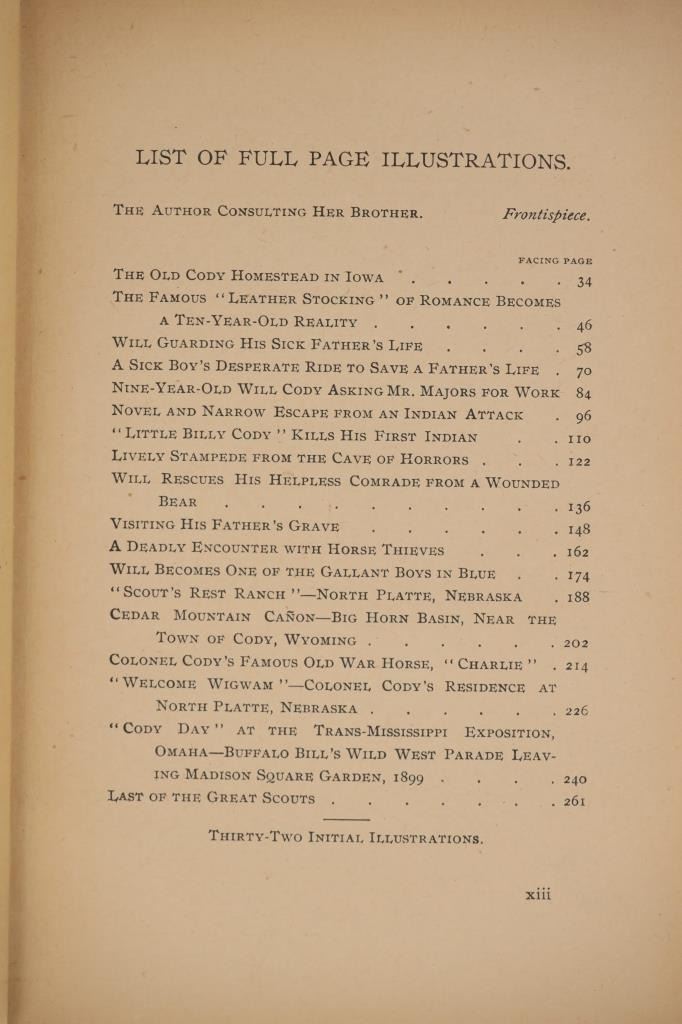 LIST OF FULL PAGE ILLUSTRATIONS.
THE AUTHOR CONSULTING HER BROTHER. Frontispiece.
FACING PAGE
THE OLD CODY HOMESTEAD IN IOWA . . . . . 34
THE FAMOUS "LEATHER STOCKING" OF ROMANCE BECOMES
A TEN-YEAR-OLD REALITY . . . . . . 46
WILL GUARDING HIS SICK FATHER'S LIFE . . . . 58
A SICK BOY'S DESPERATE RIDE TO SAVE A FATHER'S LIFE . 70
NINE-YEAR-OLD WILL CODY ASKING MR. MAJORS FOR WORK 84
NOVEL AND NARROW ESCAPE FROM AN INDIAN ATTACK . 96
"LITTLE BILLY CODY" KILLS HIS FIRST INDIAN . . 110
LIVELY STAMPEDE FROM THE CAVE OF HORRORS . . . 122
WILL RESCUES HIS HELPLESS COMRADE FROM A WOUNDED
BEAR . . . . . . . . . . 136
VISITING HIS FATHER'S GRAVE . . . . . . 148
A DEADLY ENCOUNTER WITH HORSE THIEVES . . . 162
WILL BECOMES ONE OF THE GALLANT BOYS IN BLUE . . 174
"SCOUT'S REST RANCH"—NORTH PLATTE, NEBRASKA . 188
CEDAR MOUNTAIN CAÑON—BIG HORN BASIN, NEAR THE
TOWN OF CODY, WYOMING . . . . . . 202
COLONEL CODY'S FAMOUS OLD WAR HORSE, "CHARLIE" . 214
"WELCOME WIGWAM"—COLONEL CODY'S RESIDENCE AT
NORTH PLATTE, NEBRASKA . . . . . . 226
"CODY DAY" AT THE TRANS-MISSISSIPPI EXPOSITION,
OMAHA—BUFFALO BILL'S WILD WEST PARADE LEAV-
ING MADISON SQUARE GARDEN, 1899 . . . . 240
LAST OF THE GREAT SCOUTS . . . . . . . 261
THIRTY-TWO INITIAL ILLUSTRATIONS.
xiii